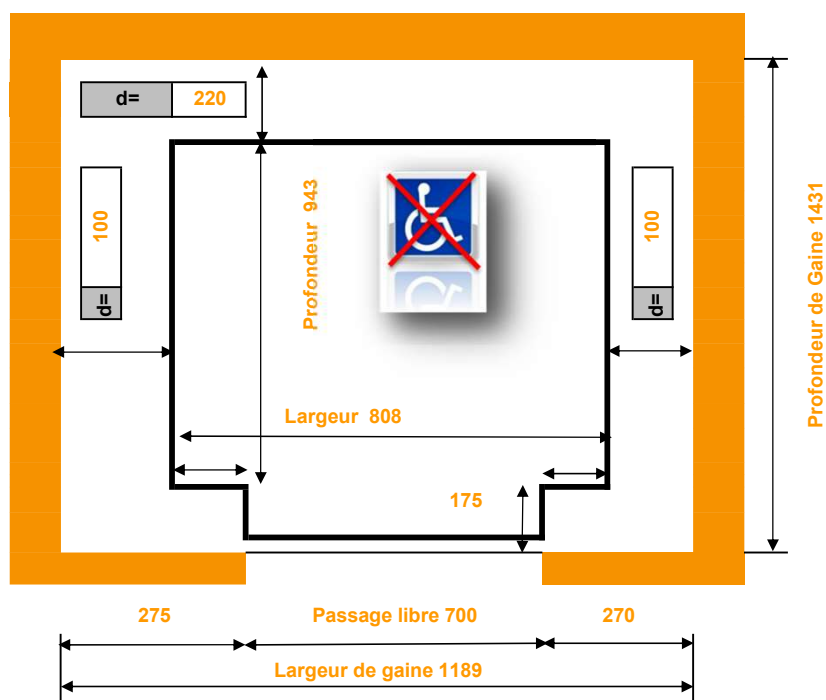 d= 220
100
d=
Profondeur 943
100
d=
Profondeur de Gaine 1431
Largeur 808
175
275
Passage libre 700
270
Largeur de gaine 1189